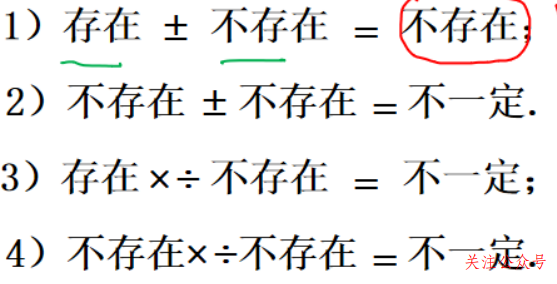 1）存在 ± 不存在 = 不存在;
2）不存在 ± 不存在 = 不一定.
3）存在 ×÷ 不存在 = 不一定;
4）不存在×÷不存在 = 不一定.
关注公众号